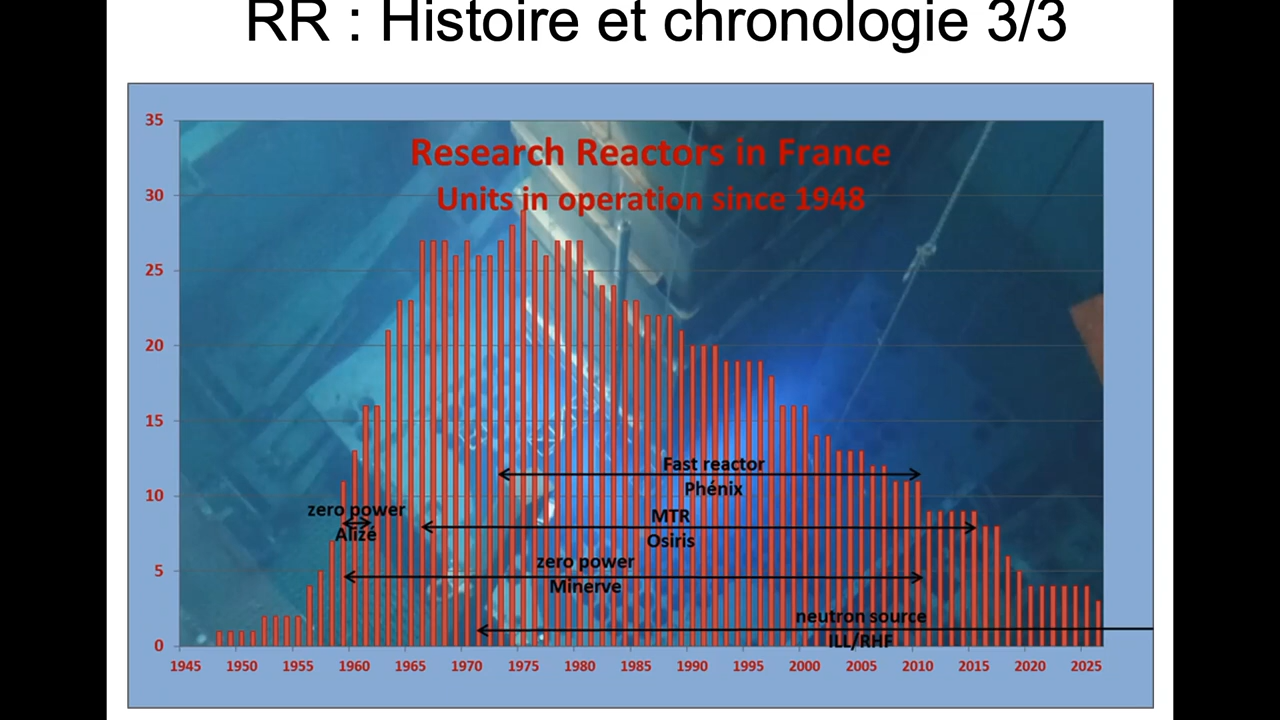 RR : Histoire et chronologie 3/3
35
Research Reactors in France
30
Units in operation since 1948
25
20
15
Fast reactor
Phénix
10
zero power
MTR
Alizé
Osiris
zero power
5
Minerve
neutron source
ILL/RHF
0
1945 1950 1955 1960 1965 1970 1975 1980 1985 1990 1995 2000 2005 2010 2015 2020 2025